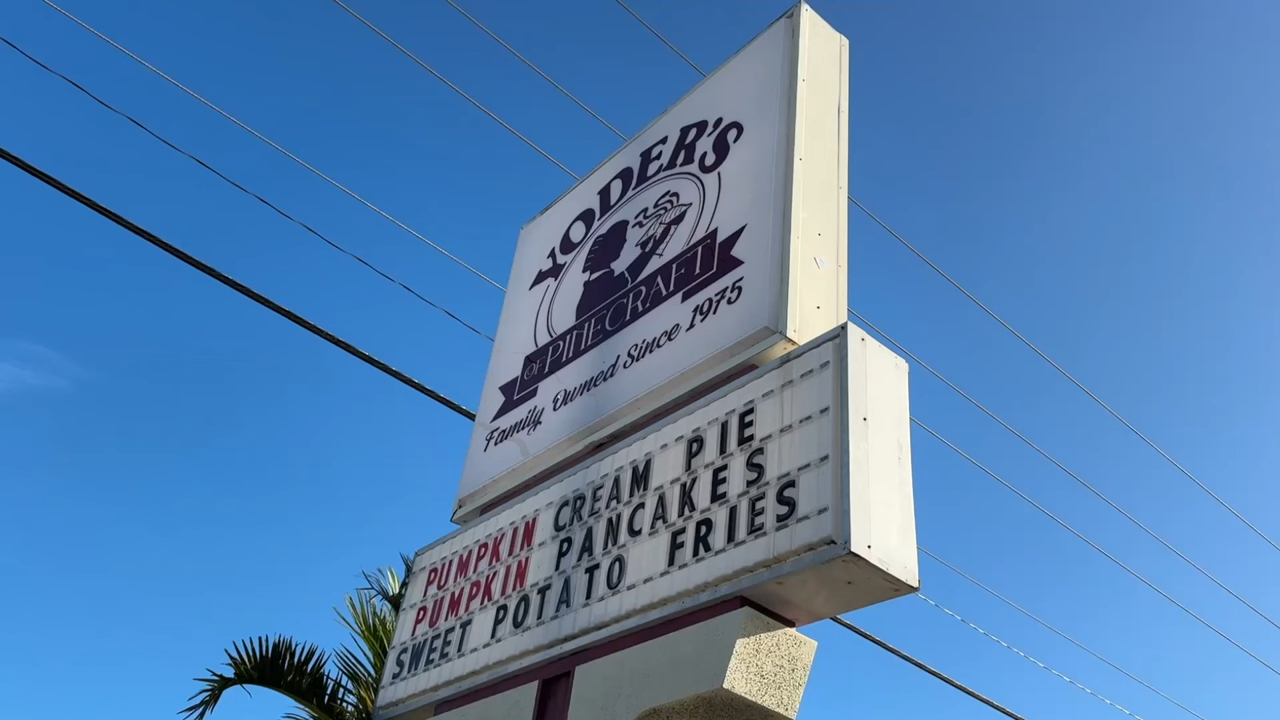 YODER'S
OF PINECRAFT
Family Owned Since 1975
PUMPKIN CREAM PIE
PUMPKIN PANCAKES
SWEET POTATO FRIES